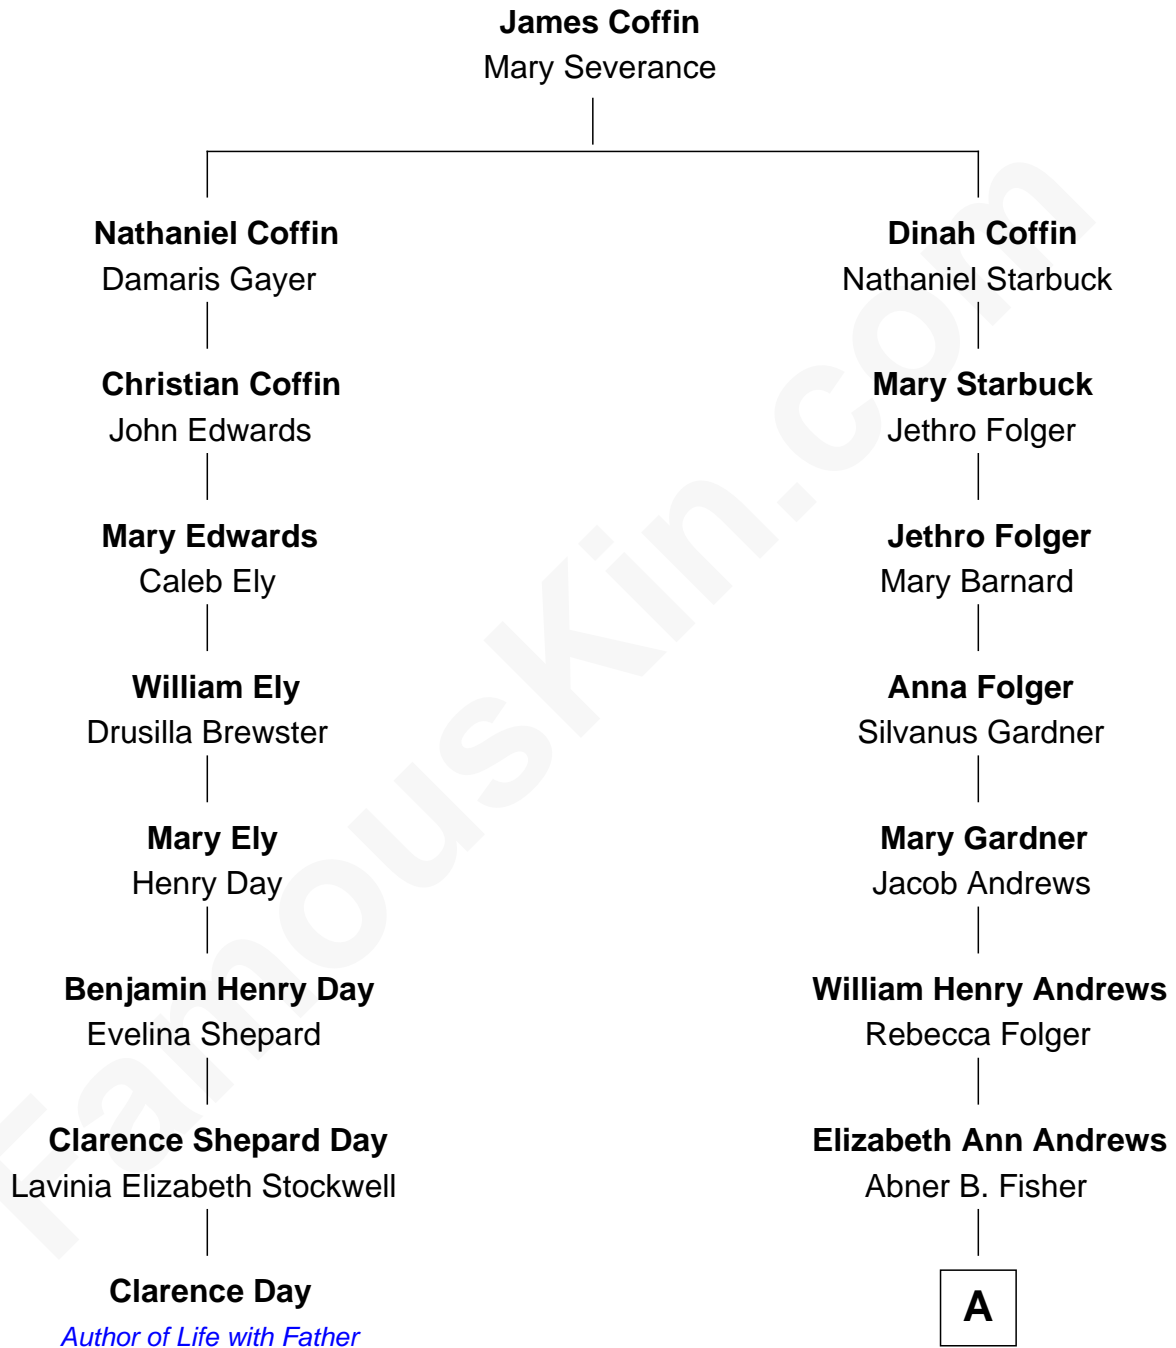 James Coffin
Mary Severance
Nathaniel Coffin
Damaris Gayer
Dinah Coffin
Nathaniel Starbuck
Christian Coffin
John Edwards
Mary Starbuck
Jethro Folger
Mary Edwards
Caleb Ely
Jethro Folger
Mary Barnard
William Ely
Drusilla Brewster
Anna Folger
Silvanus Gardner
Mary Ely
Henry Day
Mary Gardner
Jacob Andrews
Benjamin Henry Day
Evelina Shepard
William Henry Andrews
Rebecca Folger
Clarence Shepard Day
Lavinia Elizabeth Stockwell
Elizabeth Ann Andrews
Abner B. Fisher
Clarence Day
Author of Life with Father
A
FamousKin.com